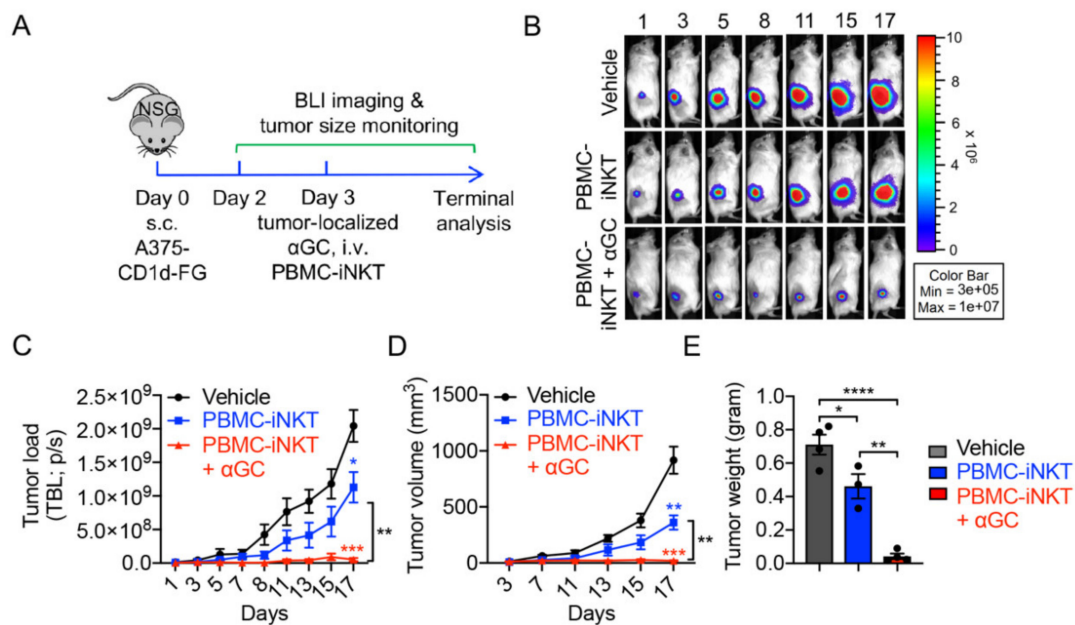 A
NSG
BLI imaging &
tumor size monitoring
Day 0
s.c.
A375-
CD1d-FG
Day 2
Day 3
tumor-localized
αGC, i.v.
PBMC-iNKT
Terminal
analysis
B
1 3 5 8 11 15 17
Vehicle
PBMC-
iNKT
PBMC-
iNKT + αGC
10
8
6
4
2
0
x 10⁶
Color Bar
Min = 3e+05
Max = 1e+07
C
Tumor load
(TBL; p/s)
2.5×10⁹
2.0×10⁹
1.5×10⁹
1.0×10⁹
5.0×10⁸
0.0
Vehicle
PBMC-iNKT
PBMC-iNKT
+ αGC
*
***
**
1 3 5 7 8 11 13 15 17
Days
D
Tumor volume (mm³)
1500
1000
500
0
Vehicle
PBMC-iNKT
PBMC-iNKT
+ αGC
**
***
**
3 7 11 13 15 17
Days
E
Tumor weight (gram)
1.0
0.8
0.6
0.4
0.2
0.0
****
*
**
Vehicle
PBMC-iNKT
PBMC-iNKT
+ αGC